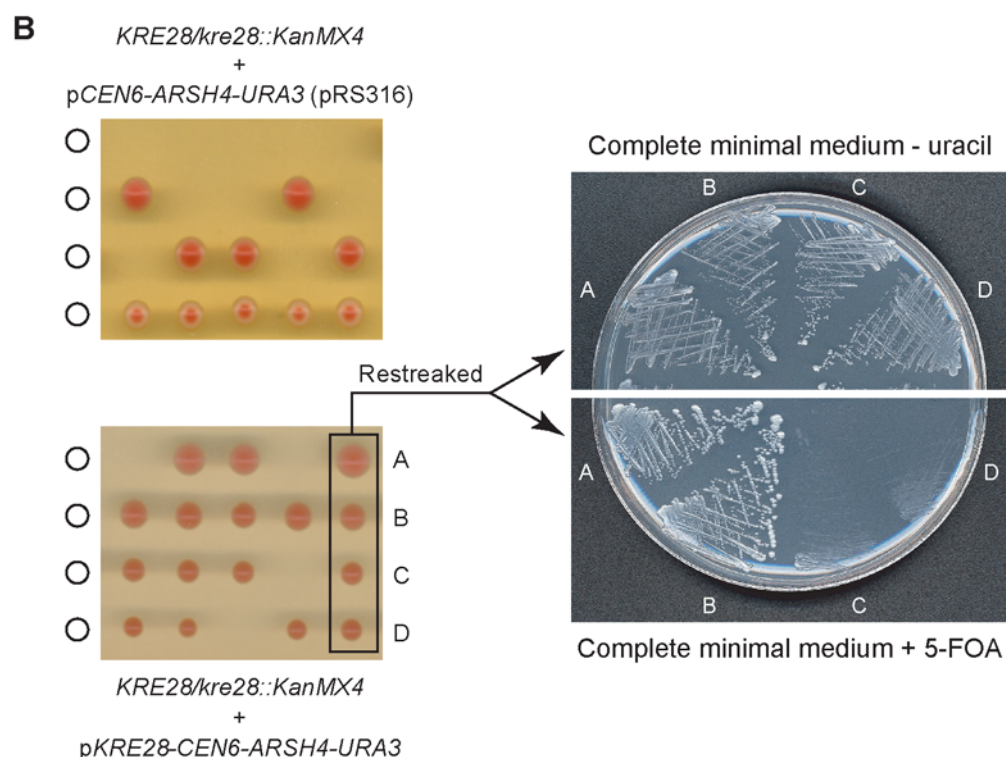 B
KRE28/kre28::KanMX4
+
pCEN6-ARSH4-URA3 (pRS316)
Complete minimal medium - uracil
B
C
A
D
Restreaked
A
B
C
D
A
D
B
C
Complete minimal medium + 5-FOA
KRE28/kre28::KanMX4
+
pKRE28-CEN6-ARSH4-URA3